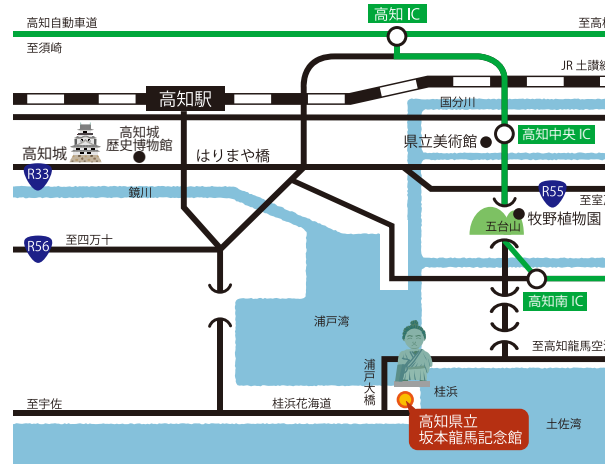 高知自動車道
高知 IC
至須崎
至高松
JR 土讃線
高知駅
国分川
高知城
歴史博物館
県立美術館
高知中央 IC
高知城
はりまや橋
R33
鏡川
R55
至室
牧野植物園
五台山
至四万十
R56
高知南 IC
浦戸湾
至高知龍馬空
浦戸大橋
桂浜
至宇佐
桂浜花海道
高知県立
坂本龍馬記念館
土佐湾